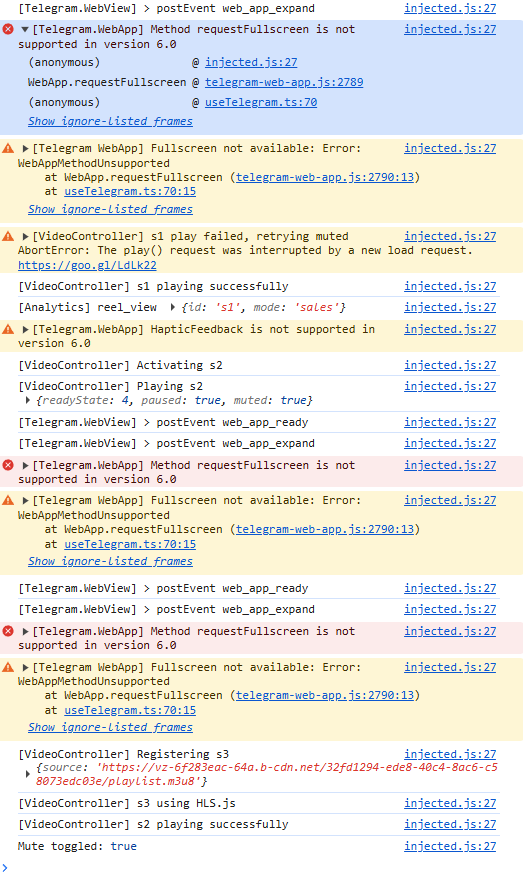 [Telegram.WebView] > postEvent web_app_expand injected.js:27
[Telegram.WebApp] Method requestFullscreen is not injected.js:27
supported in version 6.0
(anonymous) @ injected.js:27
WebApp.requestFullscreen @ telegram-web-app.js:2789
(anonymous) @ useTelegram.ts:70
Show ignore-listed frames
[Telegram WebApp] Fullscreen not available: Error: injected.js:27
WebAppMethodUnsupported
at WebApp.requestFullscreen (telegram-web-app.js:2790:13)
at useTelegram.ts:70:15
Show ignore-listed frames
[VideoController] s1 play failed, retrying muted injected.js:27
AbortError: The play() request was interrupted by a new load request.
https://goo.gl/LdLk22
[VideoController] s1 playing successfully injected.js:27
[Analytics] reel_view {id: 's1', mode: 'sales'} injected.js:27
[Telegram.WebApp] HapticFeedback is not supported in injected.js:27
version 6.0
[VideoController] Activating s2 injected.js:27
[VideoController] Playing s2 injected.js:27
{readyState: 4, paused: true, muted: true}
[Telegram.WebView] > postEvent web_app_ready injected.js:27
[Telegram.WebView] > postEvent web_app_expand injected.js:27
[Telegram.WebApp] Method requestFullscreen is not injected.js:27
supported in version 6.0
[Telegram WebApp] Fullscreen not available: Error: injected.js:27
WebAppMethodUnsupported
at WebApp.requestFullscreen (telegram-web-app.js:2790:13)
at useTelegram.ts:70:15
Show ignore-listed frames
[Telegram.WebView] > postEvent web_app_ready injected.js:27
[Telegram.WebView] > postEvent web_app_expand injected.js:27
[Telegram.WebApp] Method requestFullscreen is not injected.js:27
supported in version 6.0
[Telegram WebApp] Fullscreen not available: Error: injected.js:27
WebAppMethodUnsupported
at WebApp.requestFullscreen (telegram-web-app.js:2790:13)
at useTelegram.ts:70:15
Show ignore-listed frames
[VideoController] Registering s3 injected.js:27
{source: 'https://vz-6f283eac-64a.b-cdn.net/32fd1294-ede8-40c4-8ac6-c5
8073edc03e/playlist.m3u8'}
[VideoController] s3 using HLS.js injected.js:27
[VideoController] s2 playing successfully injected.js:27
Mute toggled: true injected.js:27